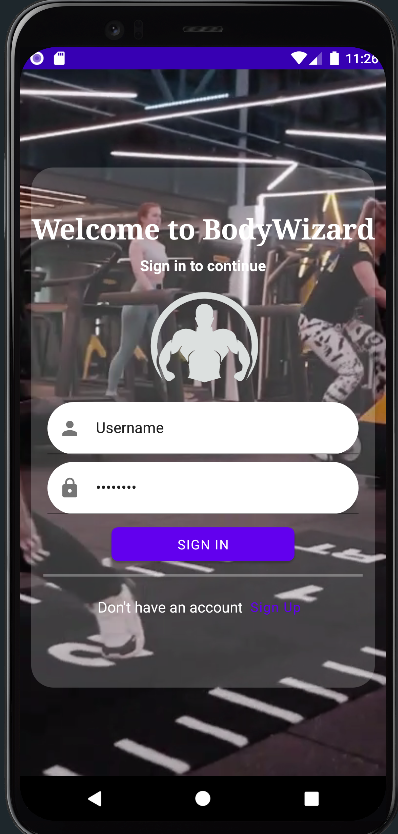 11:26
Welcome to BodyWizard
Sign in to continue
Username
••••••••
SIGN IN
Don't have an account Sign Up